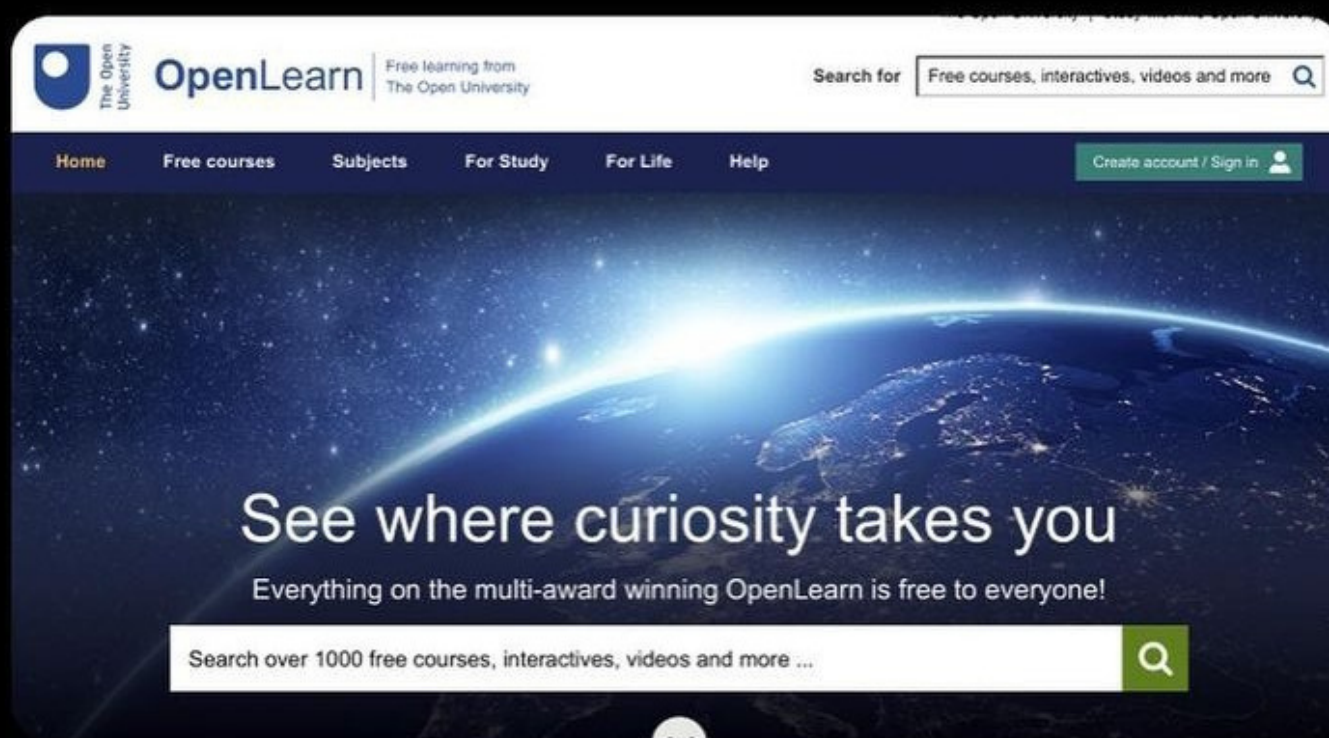 The Open
University
OpenLearn
Free learning from
The Open University
Search for
Free courses, interactives, videos and more
Home
Free courses
Subjects
For Study
For Life
Help
Create account / Sign in
See where curiosity takes you
Everything on the multi-award winning OpenLearn is free to everyone!
Search over 1000 free courses, interactives, videos and more ...